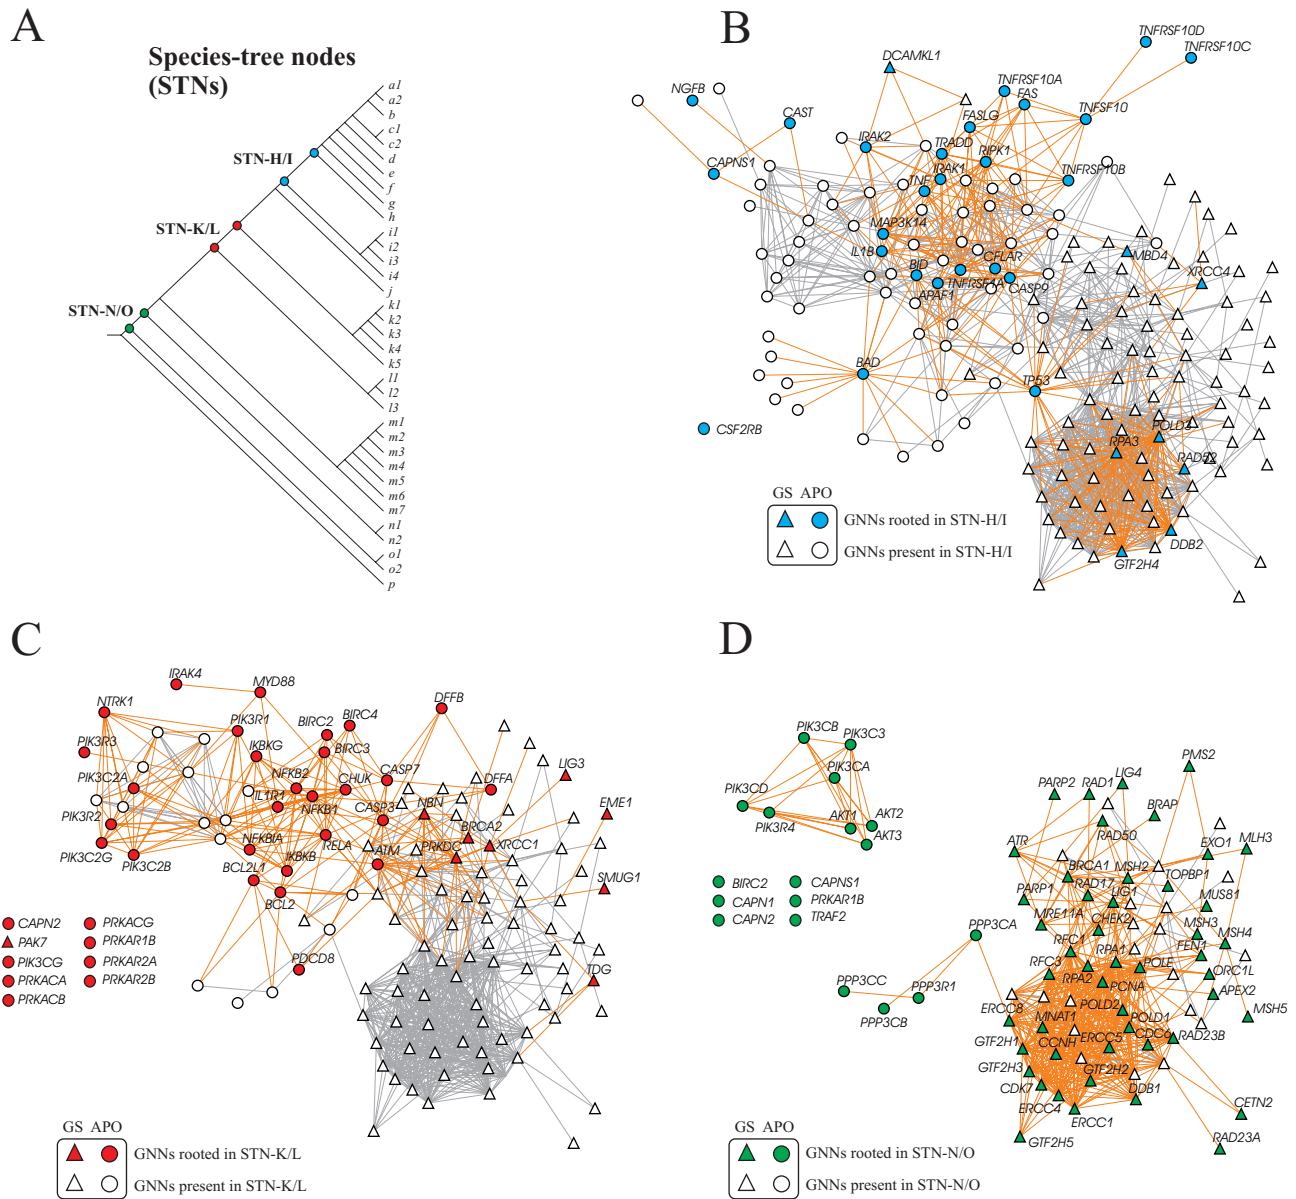 A
Species-tree nodes
(STNs)
STN-H/I
STN-K/L
STN-N/O
a1
a2
b
c1
c2
d
e
f
g
h
i1
i2
i3
i4
j
k1
k2
k3
k4
k5
l1
l2
l3
m1
m2
m3
m4
m5
m6
m7
n1
n2
o1
o2
p
B
TNFRSF10D
TNFRSF10C
DCAMKL1
NGFB
TNFRSF10A
FAS
CAST
FASLG
TNFSF10
IRAK2
TRADD
RIPK1
CAPNS1
IRAK1
TNF
TNFRSF10B
MAP3K14
IL1B
MBD4
BID
CFLAR
XRCC4
TNFRSF1A
CASP9
APAF1
BAD
TP53
CSF2RB
POLD3
RPA3
RAD52
DDB2
GTF2H4
GS APO
GNNs rooted in STN-H/I
GNNs present in STN-H/I
C
IRAK4
MYD88
NTRK1
DFFB
PIK3R1
BIRC2
BIRC4
PIK3R3
IKBKG
BIRC3
LIG3
PIK3C2A
NFKB2
CHUK
CASP7
DFFA
IL1R1
NFKB1
NBN
EME1
PIK3R2
CASP3
BRCA2
NFKBIA
RELA
PRKDC
XRCC1
PIK3C2G
PIK3C2B
IKBKB
ATM
BCL2L1
SMUG1
BCL2
CAPN2
PRKACG
PAK7
PRKAR1B
PIK3CG
PRKAR2A
PRKACA
PRKAR2B
PRKACB
PDCD8
TDG
GS APO
GNNs rooted in STN-K/L
GNNs present in STN-K/L
D
PIK3CB
PIK3C3
PIK3CA
PIK3CD
PIK3R4
AKT1
AKT2
AKT3
BIRC2
CAPNS1
CAPN1
PRKAR1B
CAPN2
TRAF2
PPP3CA
PPP3CC
PPP3R1
PPP3CB
PMS2
PARP2
RAD1
LIG4
BRAP
RAD50
ATR
EXO1
MLH3
BRCA1
MSH2
TOPBP1
PARP1
RAD17
LIG1
MUS81
MRE11A
CHEK2
MSH3
MSH4
RFC1
RPA1
FEN1
RFC3
RPA2
POLE
ORC1L
PCNA
APEX2
ERCC8
POLD2
MSH5
MNAT1
POLD1
GTF2H1
CCNH
ERCC5
CDC6
RAD23B
GTF2H3
GTF2H2
CDK7
DDB1
ERCC4
CETN2
ERCC1
GTF2H5
RAD23A
GS APO
GNNs rooted in STN-N/O
GNNs present in STN-N/O